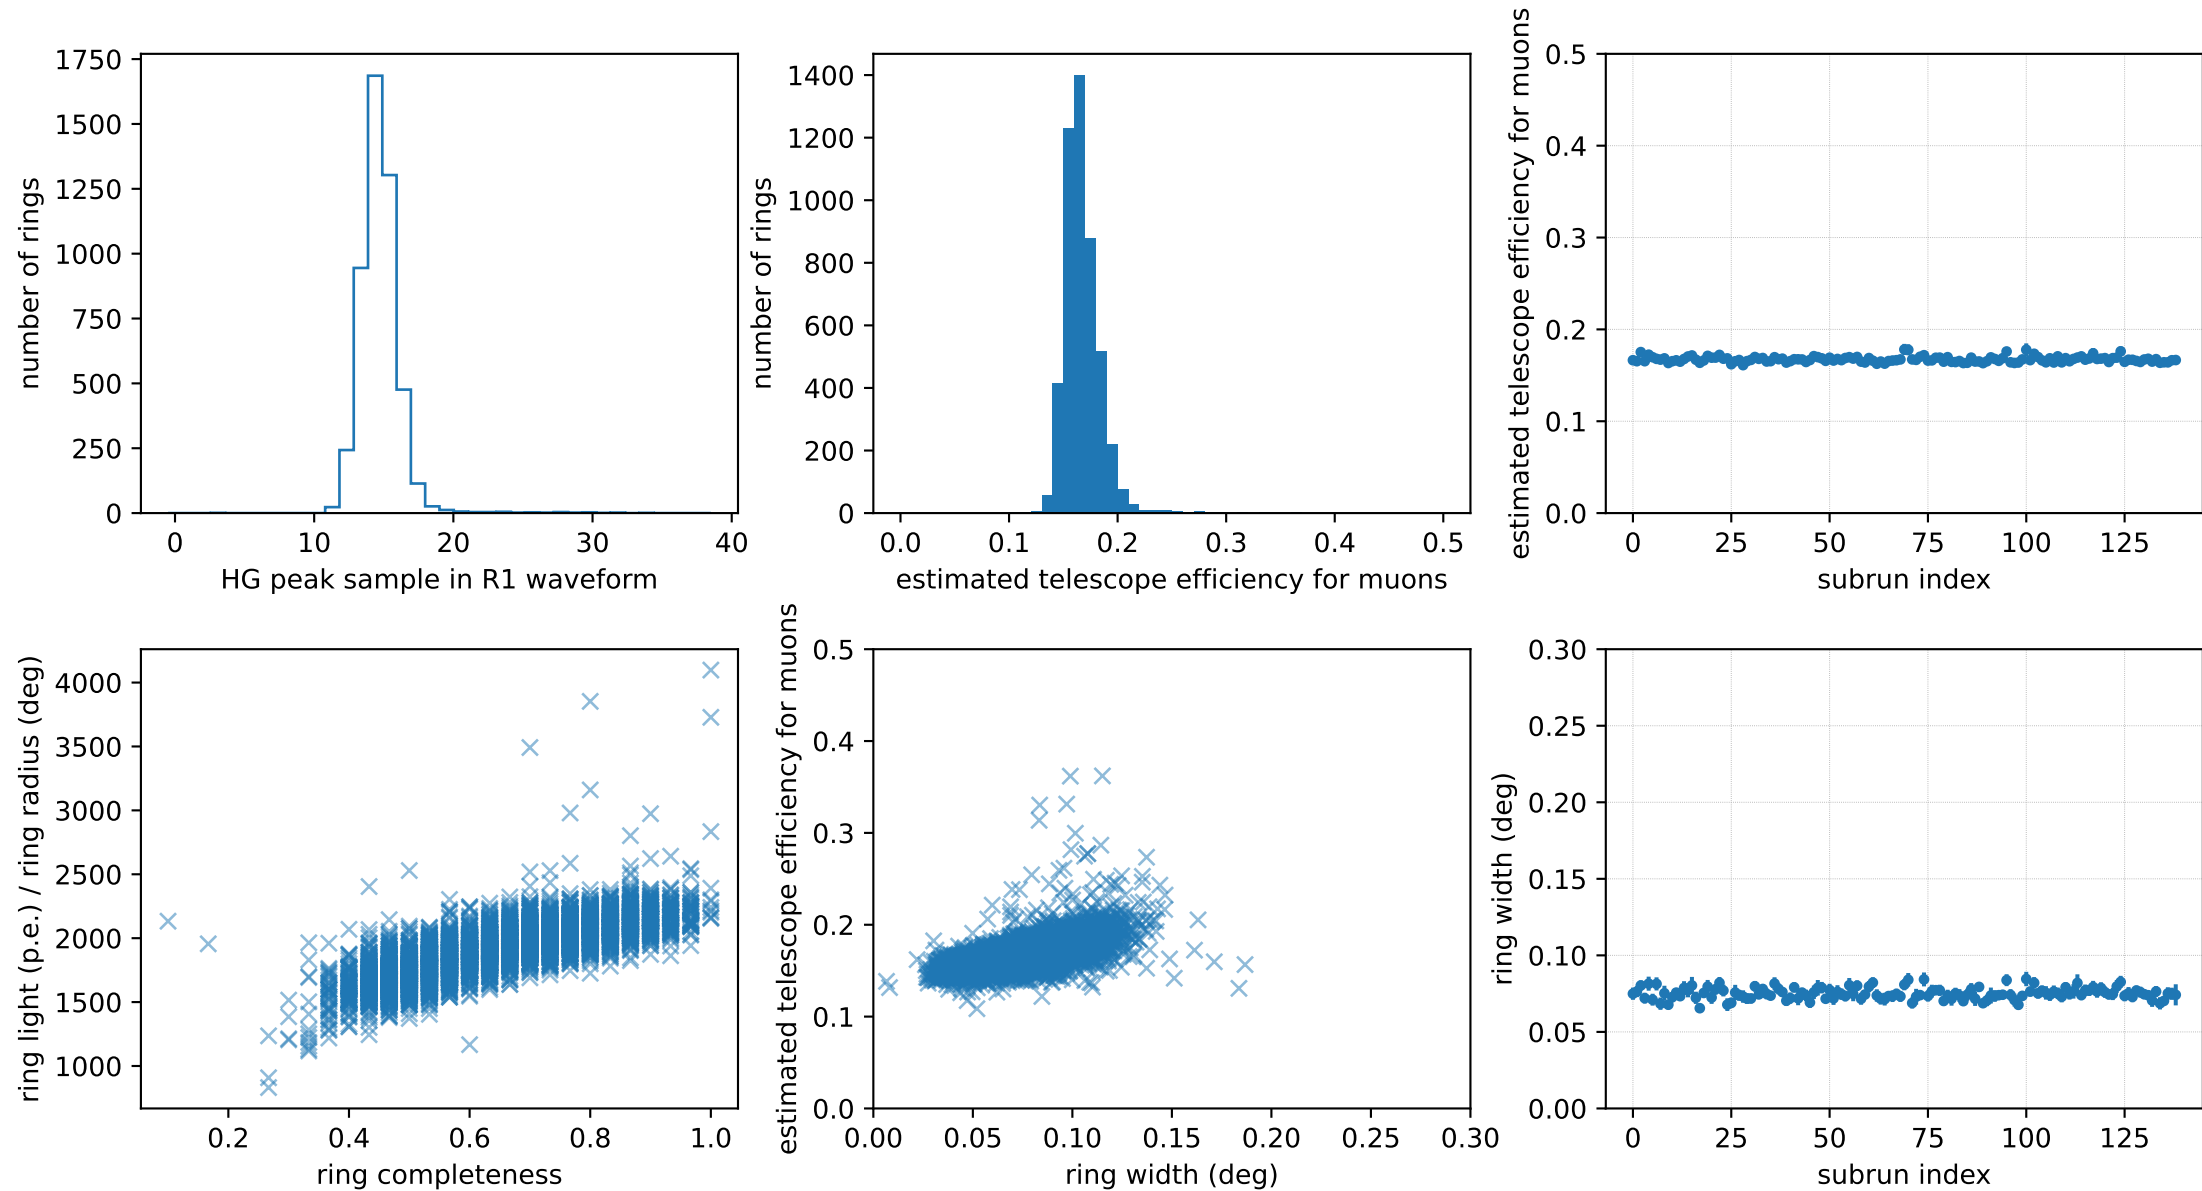 1750
1500
1250
1000
750
500
250
0
number of rings
0 10 20 30 40
HG peak sample in R1 waveform
1400
1200
1000
800
600
400
200
0
number of rings
0.0 0.1 0.2 0.3 0.4 0.5
estimated telescope efficiency for muons
0.5
0.4
0.3
0.2
0.1
0.0
estimated telescope efficiency for muons
0 25 50 75 100 125
subrun index
4000
3500
3000
2500
2000
1500
1000
ring light (p.e.) / ring radius (deg)
0.2 0.4 0.6 0.8 1.0
ring completeness
0.5
0.4
0.3
0.2
0.1
0.0
estimated telescope efficiency for muons
0.00 0.05 0.10 0.15 0.20 0.25 0.30
ring width (deg)
0.30
0.25
0.20
0.15
0.10
0.05
0.00
ring width (deg)
0 25 50 75 100 125
subrun index